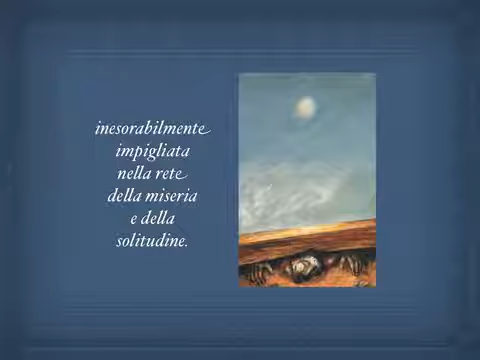 inesorabilmente
impigliata
nella rete
della miseria
e della
solitudine.